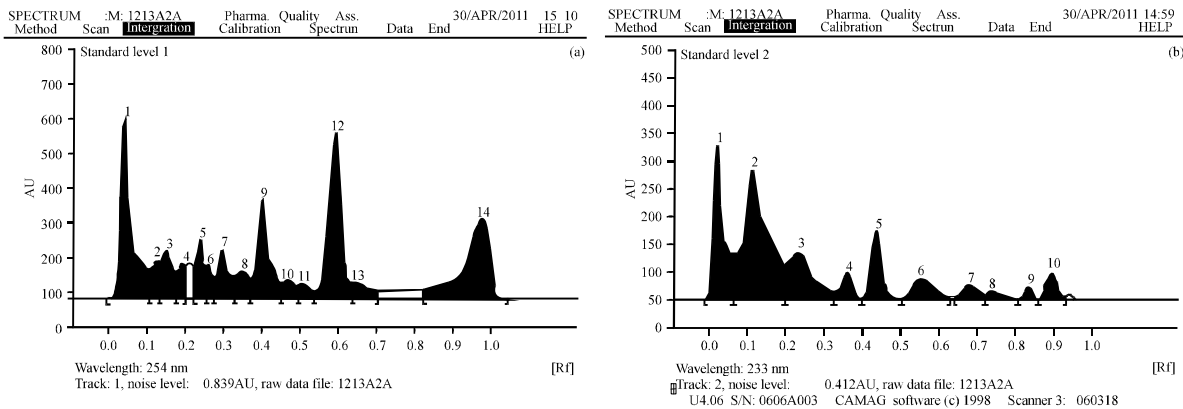 SPECTRUM :M: 1213A2A Pharma. Quality Ass. 30/APR/2011 15 10
Method Scan Intergration Calibration Spectrun Data End HELP
Standard level 1 (a)
800
700
600
500
400
300
200
100
0
AU
1
2
3
4
5
6
7
8
9
10
11
12
13
14
0.0 0.1 0.2 0.3 0.4 0.5 0.6 0.7 0.8 0.9 1.0
[Rf]
Wavelength: 254 nm
Track: 1, noise level: 0.839AU, raw data file: 1213A2A
SPECTRUM :M: 1213A2A Pharma. Quality Ass. 30/APR/2011 14:59
Method Scan Intergration Calibration Sectrun Data End HELP
Standard level 2 (b)
500
450
400
350
300
250
200
150
100
50
0
AU
1
2
3
4
5
6
7
8
9
10
0.0 0.1 0.2 0.3 0.4 0.5 0.6 0.7 0.8 0.9 1.0
[Rf]
Wavelength: 233 nm
Track: 2, noise level: 0.412AU, raw data file: 1213A2A
U4.06 S/N: 0606A003 CAMAG software (c) 1998 Scanner 3: 060318